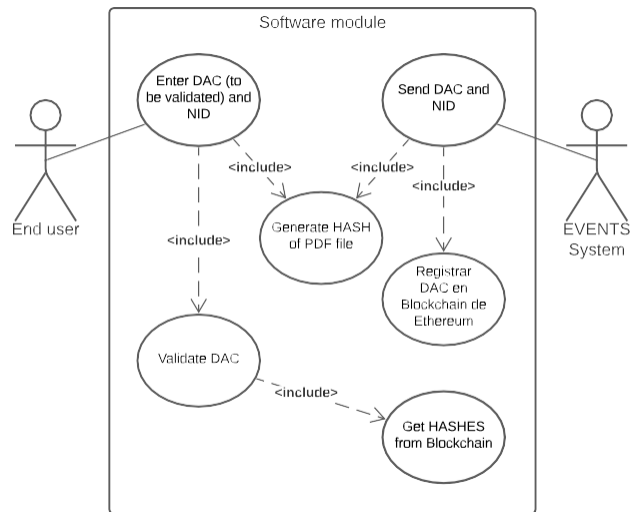 Software module
Enter DAC (to
be validated) and
NID
Send DAC and
NID
<include>
<include>
<include>
End user
EVENTS
System
Generate HASH
of PDF file
<include>
Registrar
DAC en
Blockchain de
Ethereum
Validate DAC
<include>
Get HASHES
from Blockchain